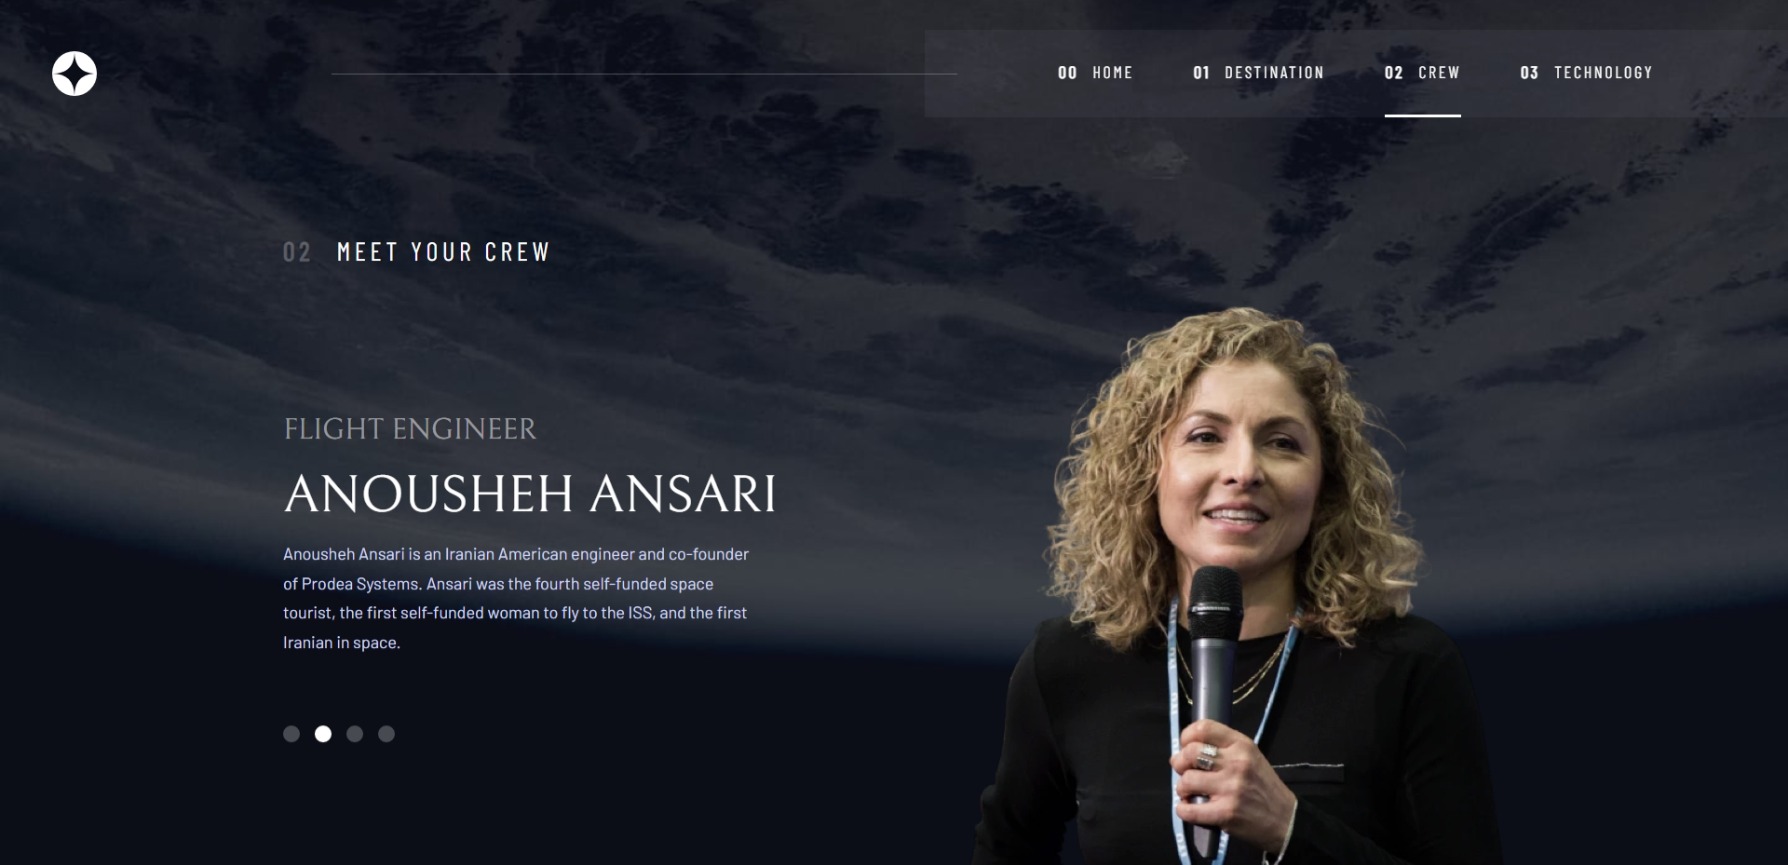 00 HOME 01 DESTINATION 02 CREW 03 TECHNOLOGY
02 MEET YOUR CREW
FLIGHT ENGINEER
ANOUSHEH ANSARI
Anousheh Ansari is an Iranian American engineer and co-founder
of Prodea Systems. Ansari was the fourth self-funded space
tourist, the first self-funded woman to fly to the ISS, and the first
Iranian in space.